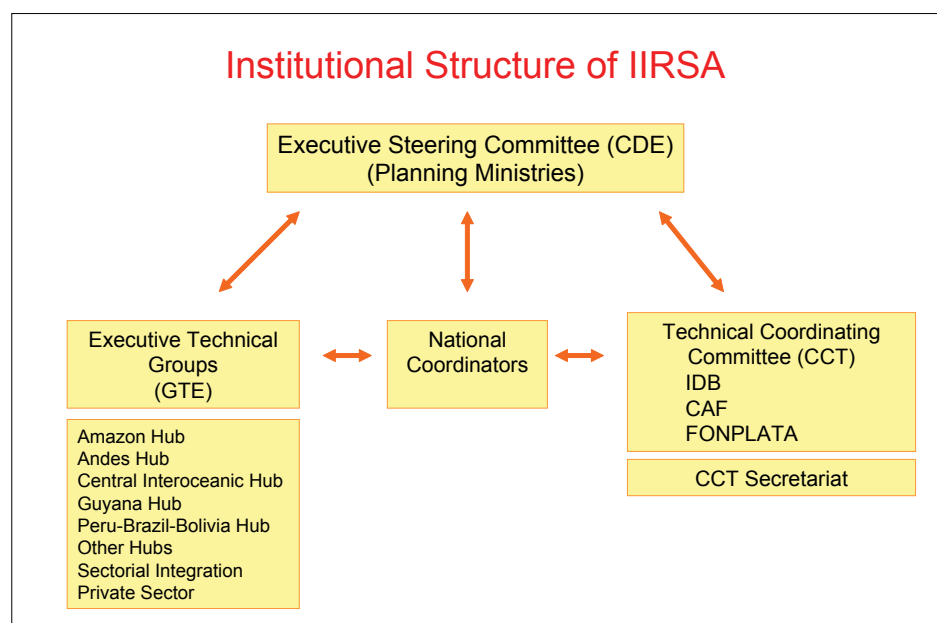 Institutional Structure of IIRSA
Executive Steering Committee (CDE)
(Planning Ministries)
Executive Technical
Groups
(GTE)
National
Coordinators
Technical Coordinating
Committee (CCT)
IDB
CAF
FONPLATA
Amazon Hub
Andes Hub
Central Interoceanic Hub
Guyana Hub
Peru-Brazil-Bolivia Hub
Other Hubs
Sectorial Integration
Private Sector
CCT Secretariat